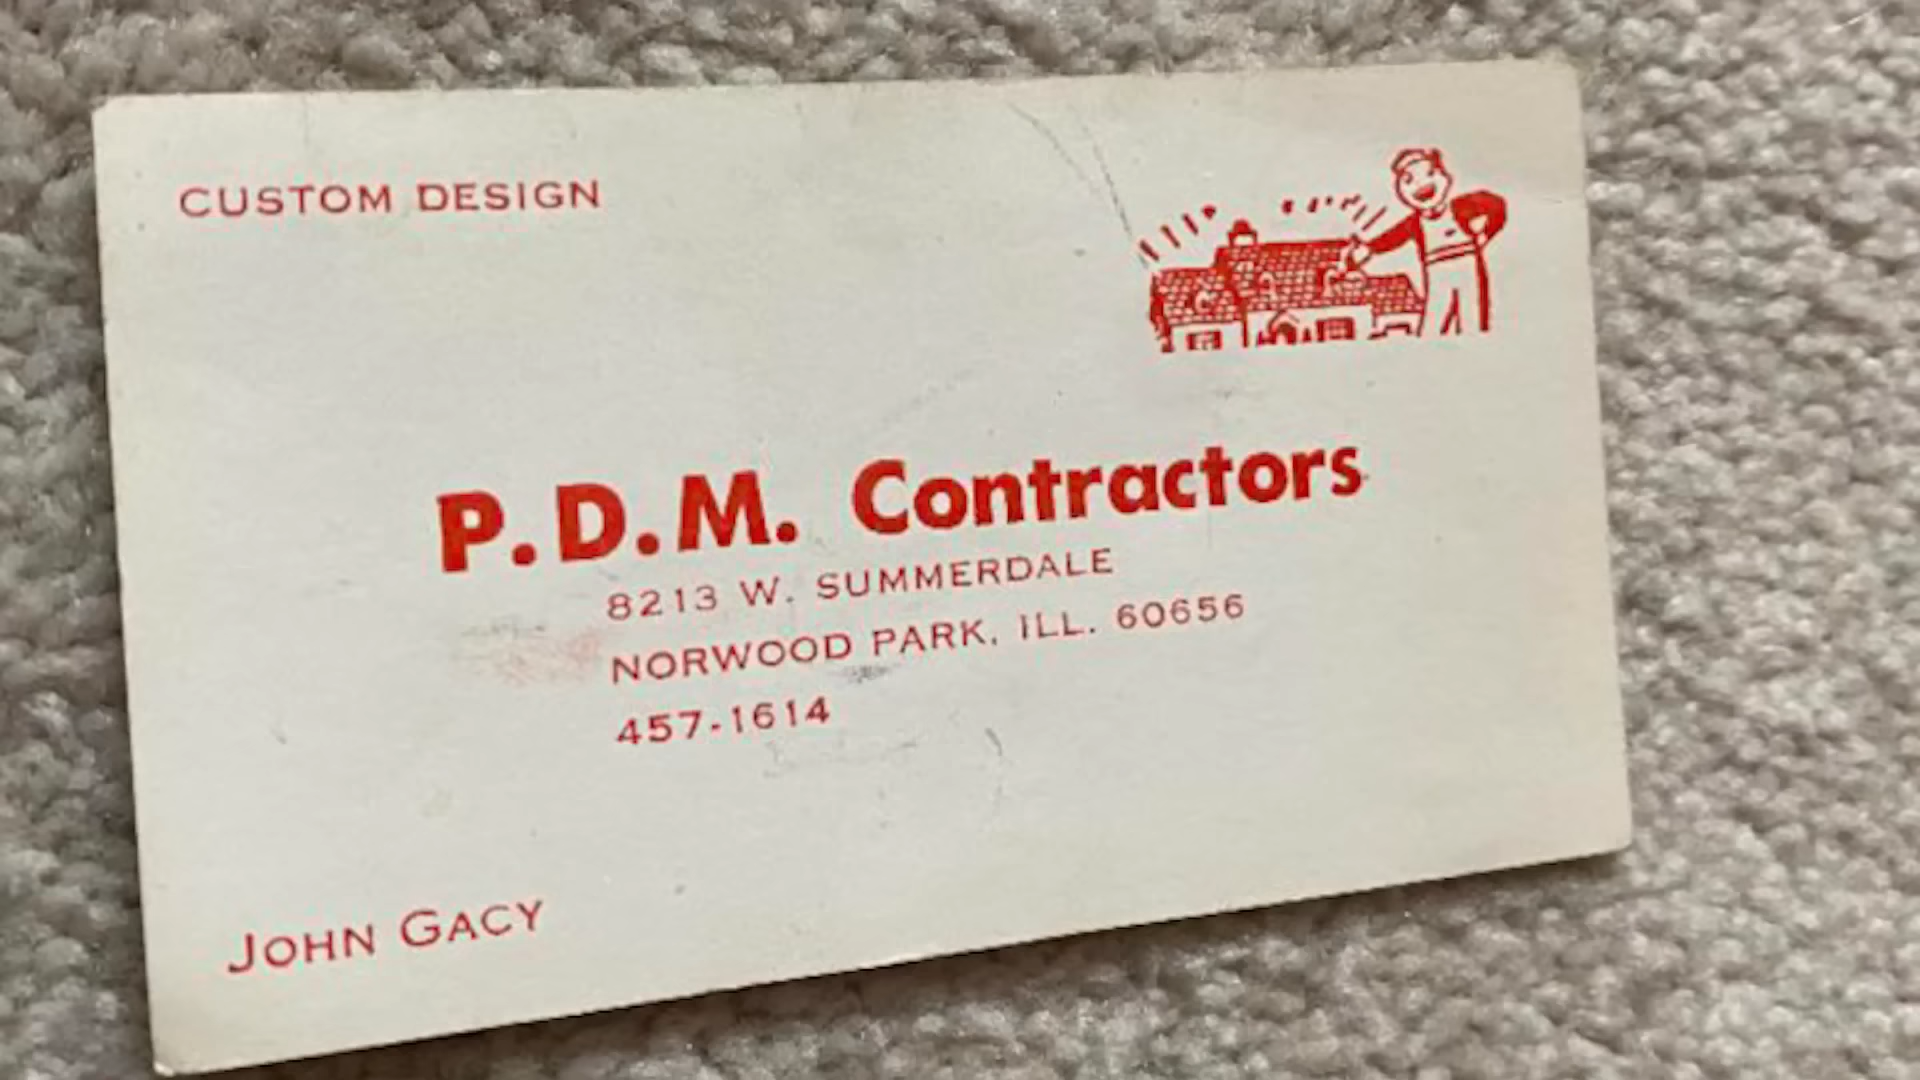 CUSTOM DESIGN
P.D.M. Contractors
8213 W. SUMMERDALE
NORWOOD PARK, ILL. 60656
457-1614
JOHN GACY